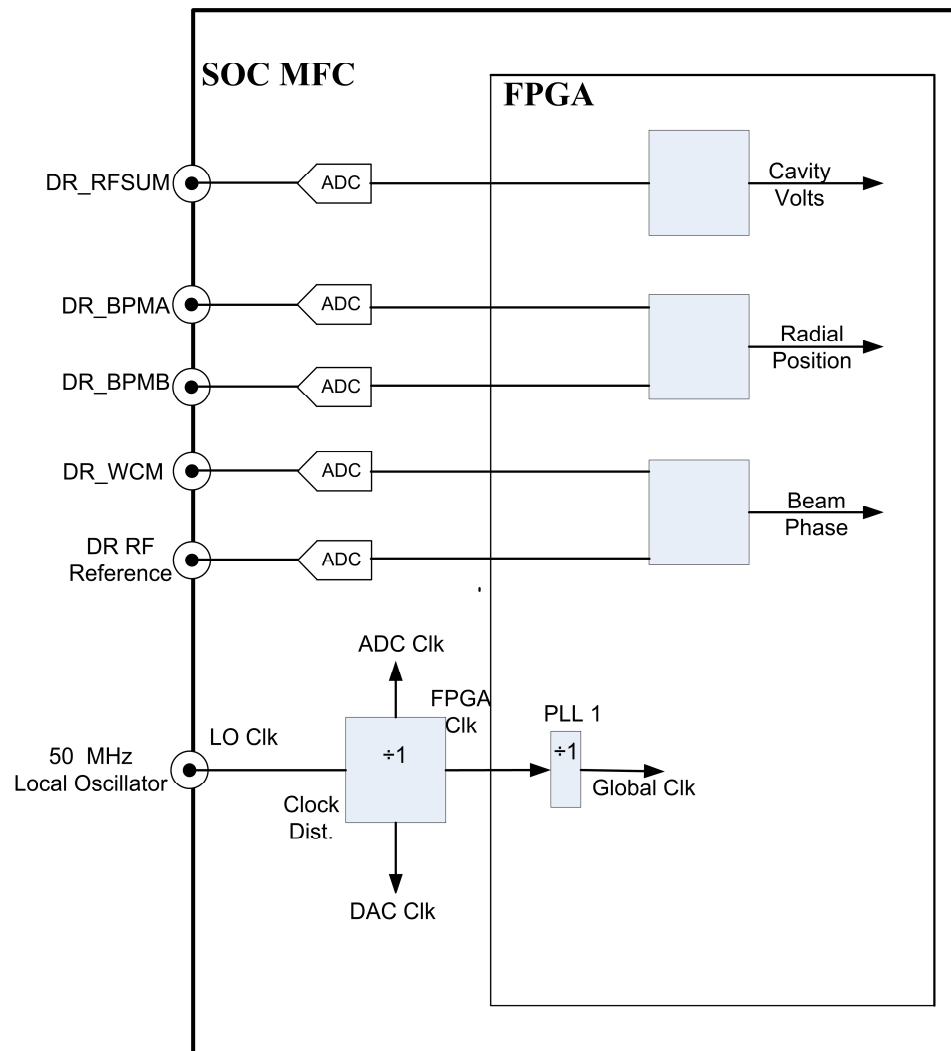 SOC MFC
FPGA
DR_RFSUM
ADC
Cavity
Volts
DR_BPMA
ADC
Radial
Position
DR_BPMB
ADC
DR_WCM
ADC
Beam
Phase
DR RF
Reference
ADC
ADC Clk
FPGA
Clk
PLL 1
LO Clk
÷1
÷1
50 MHz
Local Oscillator
Global Clk
Clock
Dist.
DAC Clk